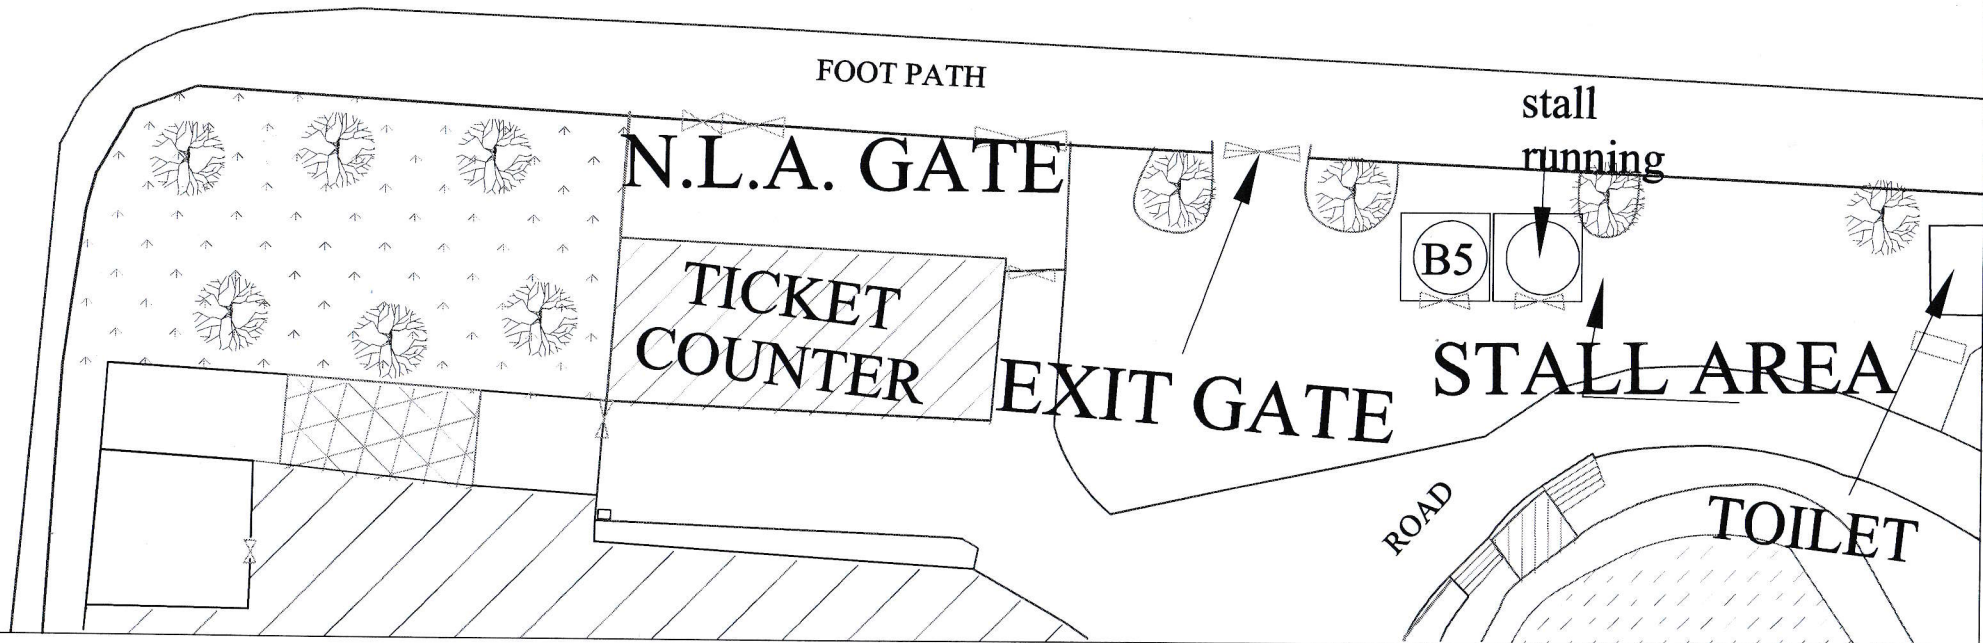 FOOT PATH
stall
running
N.L.A. GATE
B5
TICKET
COUNTER
EXIT GATE
STALL AREA
ROAD
TOILET